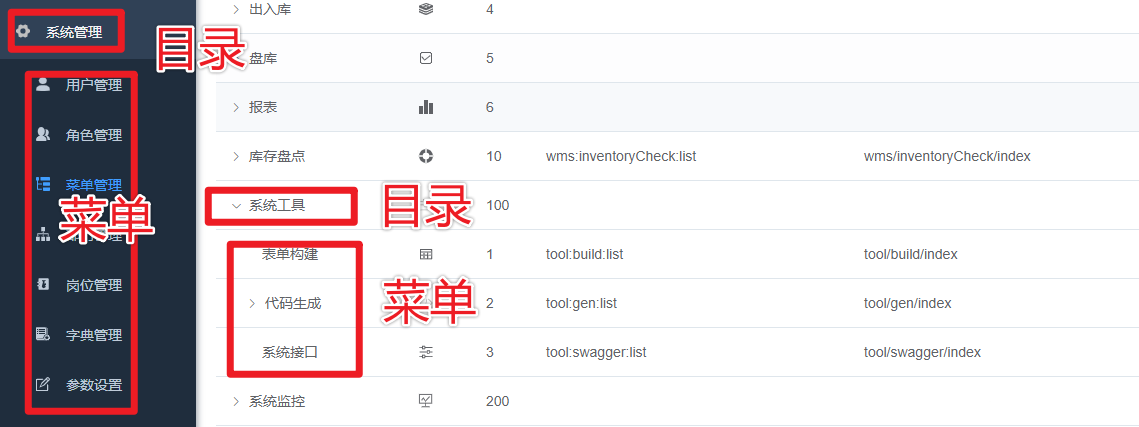 系统管理
目录
用户管理
角色管理
菜单管理
菜单
管理
岗位管理
字典管理
参数设置
出入库 4
盘库 5
报表 6
库存盘点 10 wms:inventoryCheck:list wms/inventoryCheck/index
系统工具 目录 100
表单构建 1 tool:build:list tool/build/index
代码生成 菜单 2 tool:gen:list tool/gen/index
系统接口 3 tool:swagger:list tool/swagger/index
系统监控 200